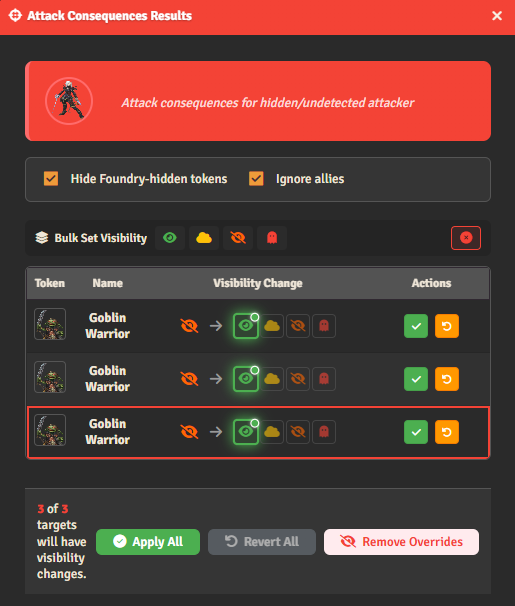 Attack Consequences Results
Attack consequences for hidden/undetected attacker
Hide Foundry-hidden tokens Ignore allies
Bulk Set Visibility
Token Name Visibility Change Actions
Goblin
Warrior
Goblin
Warrior
Goblin
Warrior
3 of 3
targets
will have
visibility
changes.
Apply All Revert All Remove Overrides